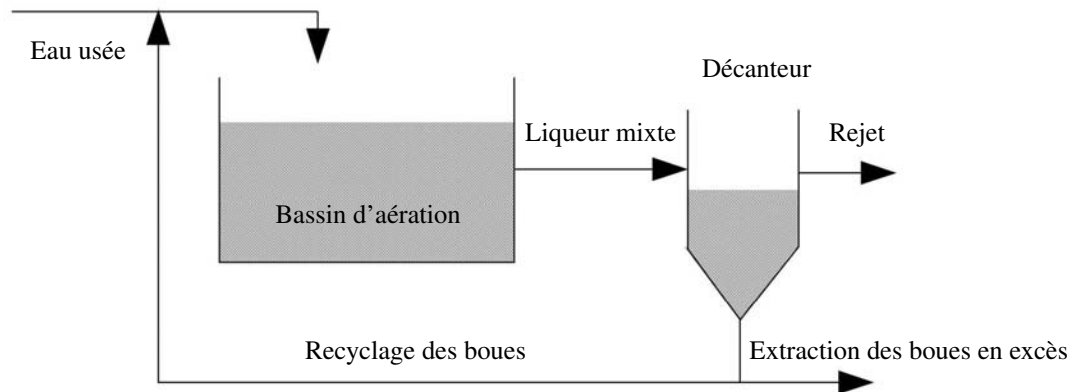 Eau usée
Décanteur
Liqueur mixte
Rejet
Bassin d'aération
Recyclage des boues
Extraction des boues en excès